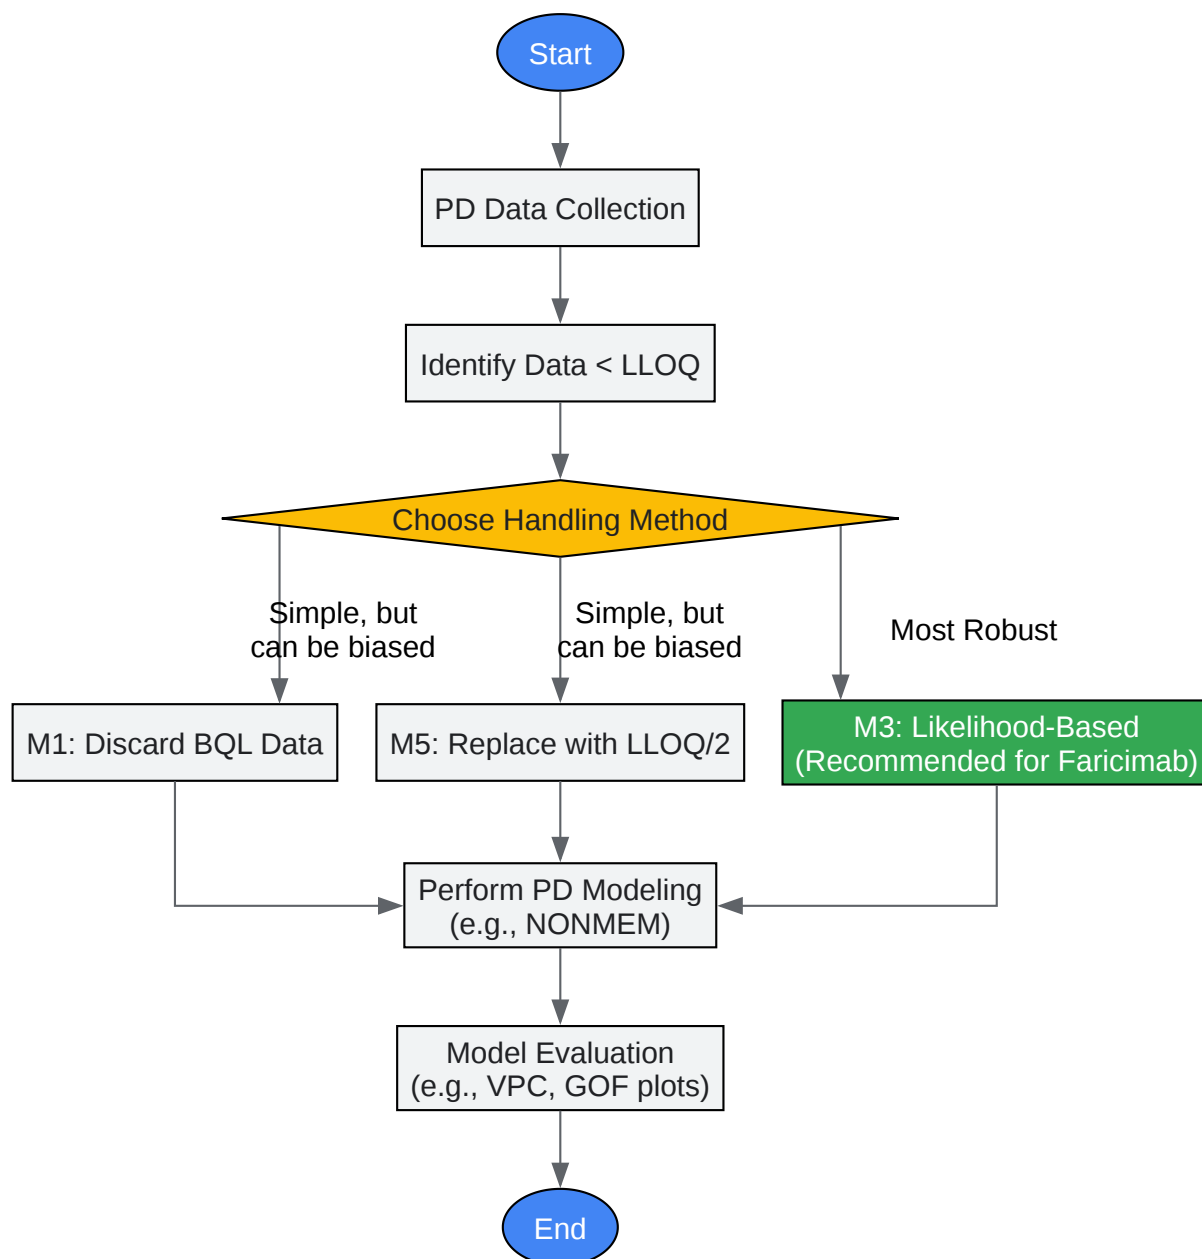 Start
PD Data Collection
Identify Data < LLOQ
Choose Handling Method
Simple, but
can be biased
Simple, but
can be biased
Most Robust
M1: Discard BQL Data
M5: Replace with LLOQ/2
M3: Likelihood-Based
(Recommended for Faricimab)
Perform PD Modeling
(e.g., NONMEM)
Model Evaluation
(e.g., VPC, GOF plots)
End